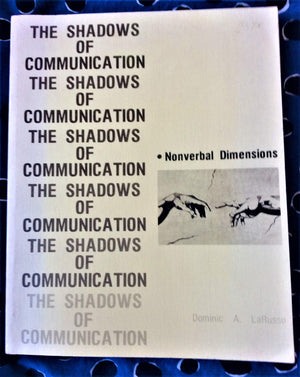 THE SHADOWS
OF
COMMUNICATION
THE SHADOWS
OF
COMMUNICATION
THE SHADOWS
OF
COMMUNICATION
THE SHADOWS
OF
COMMUNICATION
THE SHADOWS
OF
COMMUNICATION
THE SHADOWS
OF
COMMUNICATION
• Nonverbal Dimensions
Dominic A. LaRusso